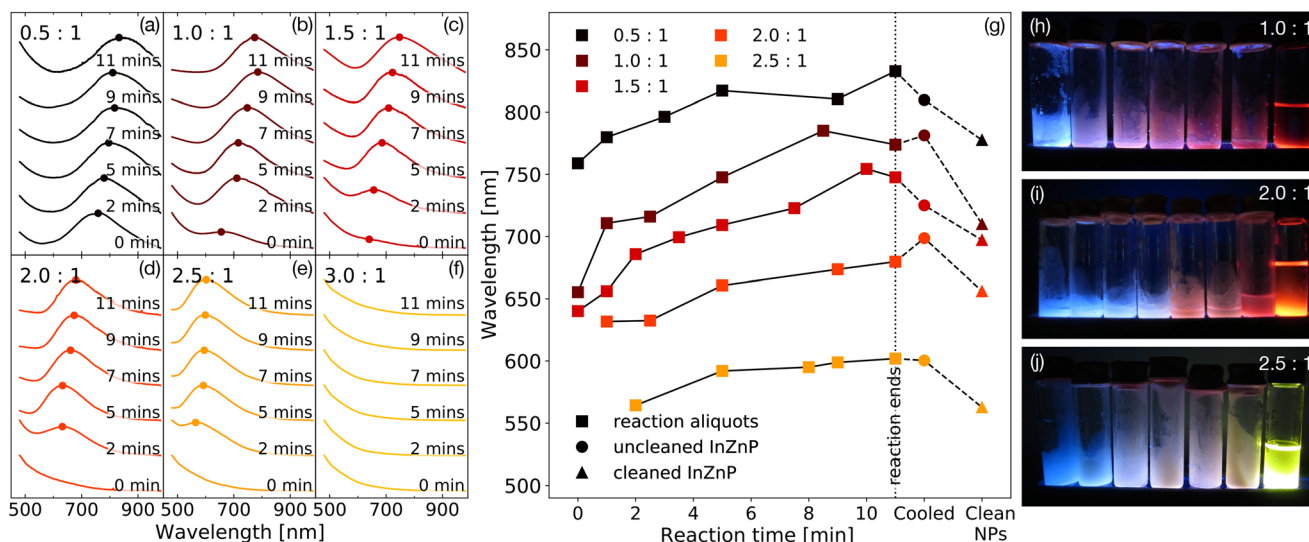 (a)
0.5 : 1
11 mins
9 mins
7 mins
5 mins
2 mins
0 min
(b)
1.0 : 1
11 mins
9 mins
7 mins
5 mins
2 mins
0 min
(c)
1.5 : 1
11 mins
9 mins
7 mins
5 mins
2 mins
0 min
(d)
2.0 : 1
11 mins
9 mins
7 mins
5 mins
2 mins
0 min
(e)
2.5 : 1
11 mins
9 mins
7 mins
5 mins
2 mins
0 min
(f)
3.0 : 1
11 mins
9 mins
7 mins
5 mins
2 mins
0 min
500 700 900
500 700 900
500 700 900
Wavelength [nm]
(g)
0.5 : 1
1.0 : 1
1.5 : 1
2.0 : 1
2.5 : 1
Wavelength [nm]
850
800
750
700
650
600
550
500
reaction ends
reaction aliquots
uncleaned InZnP
cleaned InZnP
0 2 4 6 8 10 Cooled Clean
NPs
Reaction time [min]
(h)
1.0 : 1
(i)
2.0 : 1
(j)
2.5 : 1